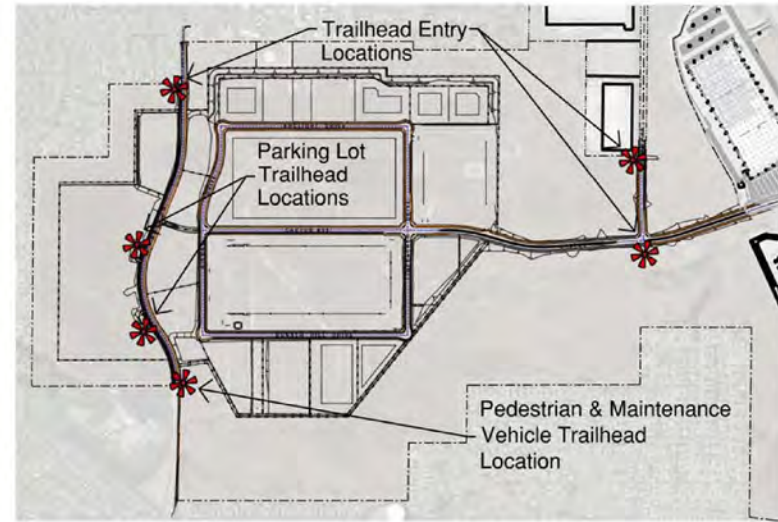 Trailhead Entry
Locations
Parking Lot
Trailhead
Locations
Pedestrian & Maintenance
Vehicle Trailhead
Location